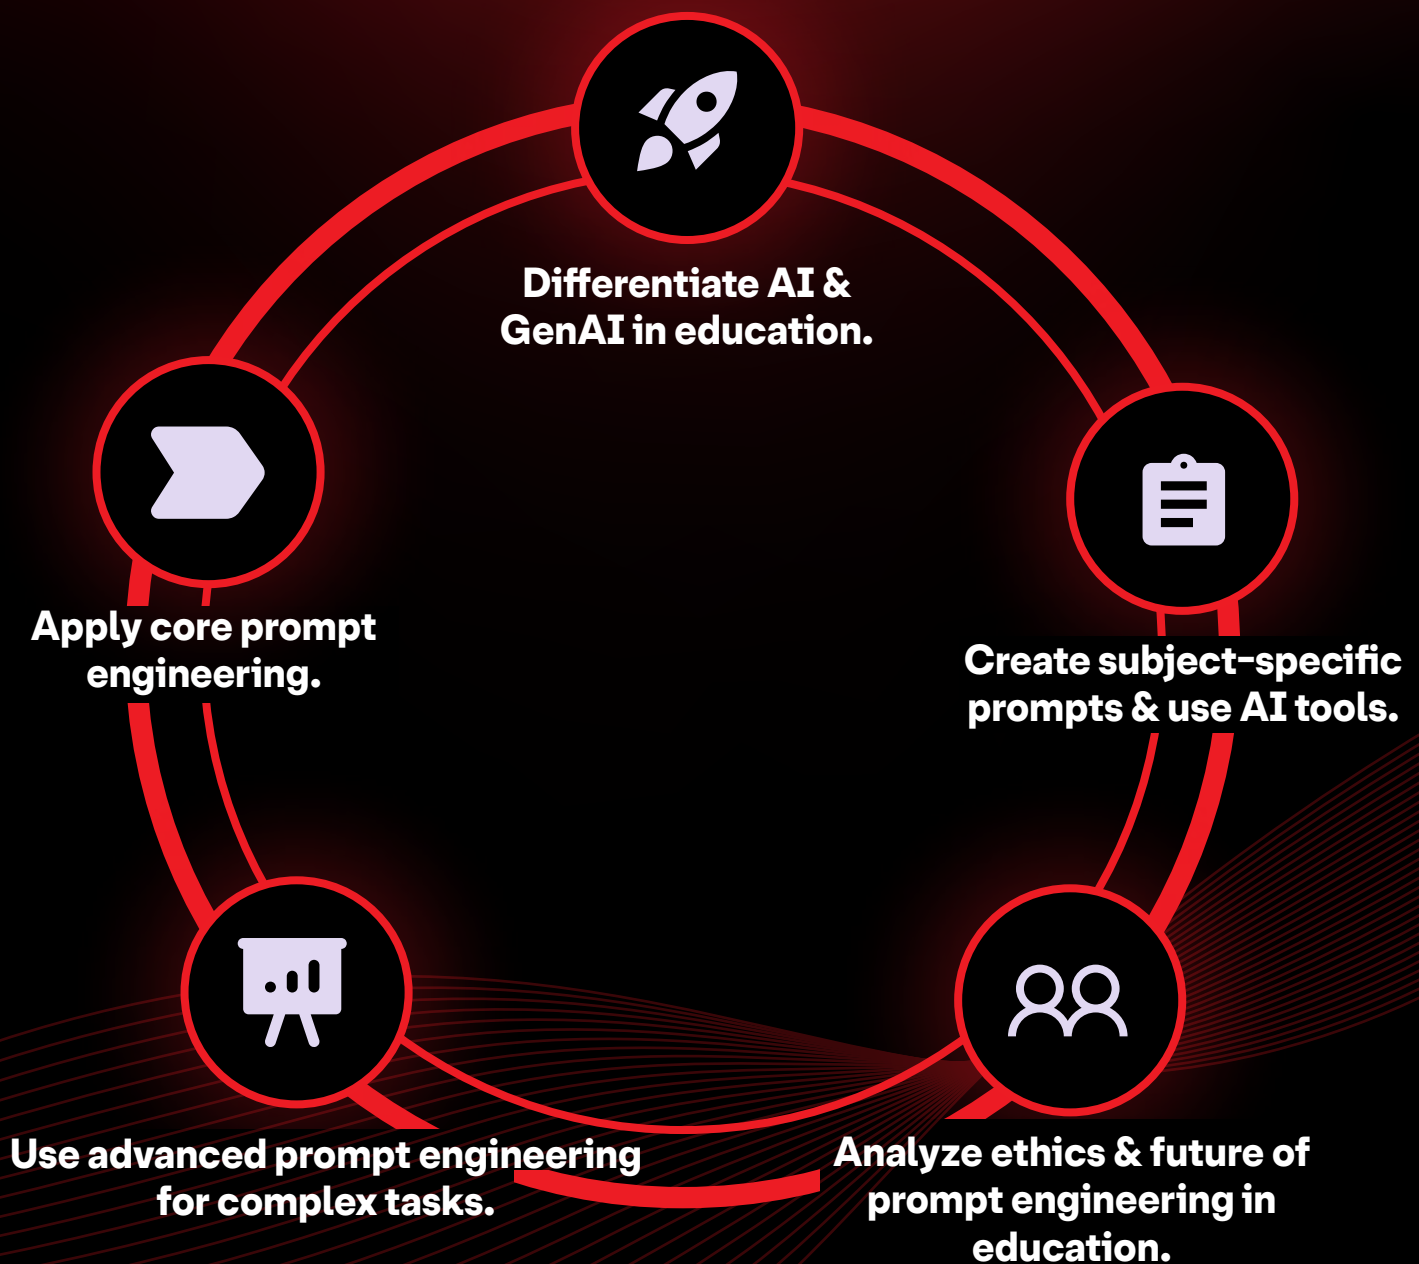 Differentiate AI &
GenAI in education.
Apply core prompt
engineering.
Create subject-specific
prompts & use AI tools.
Use advanced prompt engineering
for complex tasks.
Analyze ethics & future of
prompt engineering in
education.